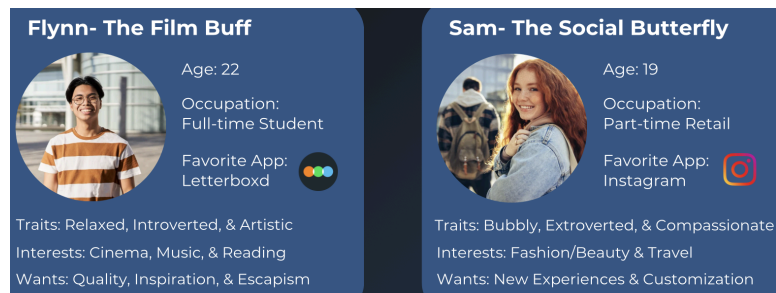 Flynn- The Film Buff
Age: 22
Occupation:
Full-time Student
Favorite App:
Letterboxd
Traits: Relaxed, Introverted, & Artistic
Interests: Cinema, Music, & Reading
Wants: Quality, Inspiration, & Escapism
Sam- The Social Butterfly
Age: 19
Occupation:
Part-time Retail
Favorite App:
Instagram
Traits: Bubbly, Extroverted, & Compassionate
Interests: Fashion/Beauty & Travel
Wants: New Experiences & Customization